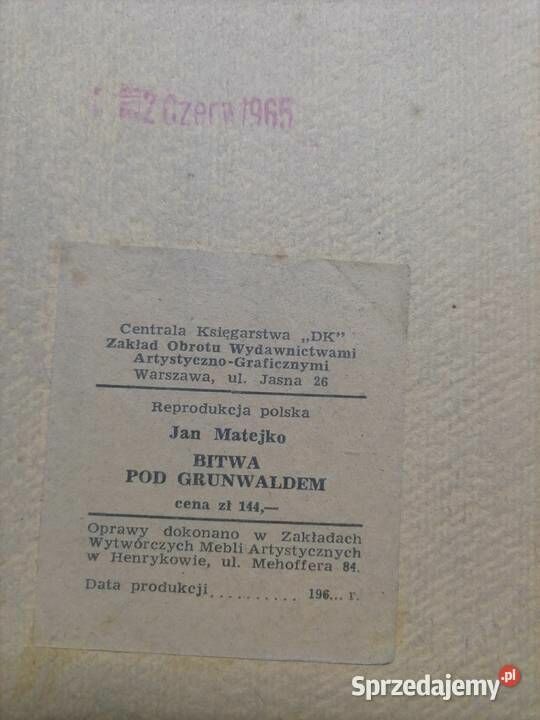 2 Czerw 1965
Centrala Księgarstwa „DK”
Zakład Obrotu Wydawnictwami
Artystyczno-Graficznymi
Warszawa, ul. Jasna 26
Reprodukcja polska
Jan Matejko
BITWA
POD GRUNWALDEM
cena zł 144,—
Oprawy dokonano w Zakładach
Wytwórczych Mebli Artystycznych
w Henrykowie, ul. Mehoffera 84.
Data produkcji.......... 196... r.
Sprzedajemy.pl